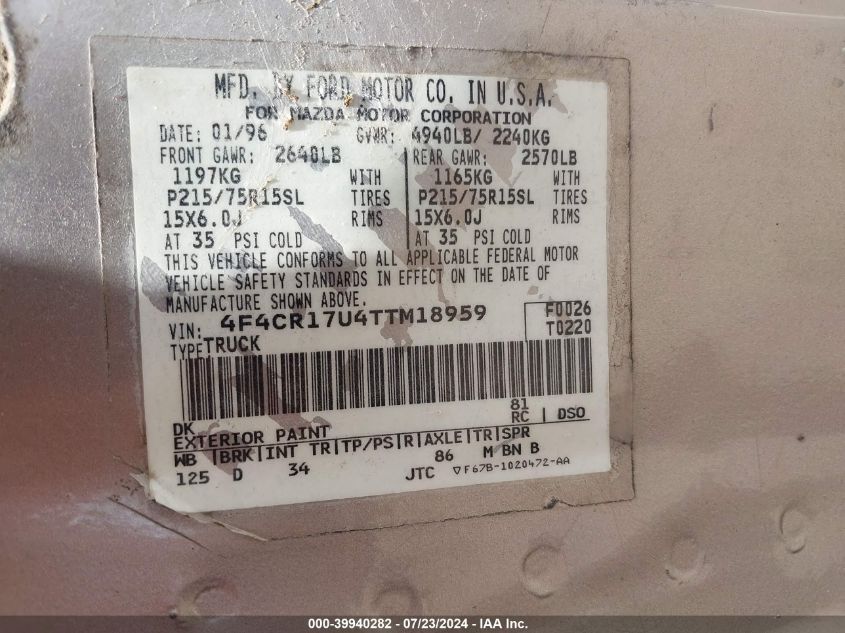 MFD. BY FORD MOTOR CO. IN U.S.A.
FOR MAZDA MOTOR CORPORATION
DATE: 01/96 GVWR: 4940LB/ 2240KG
FRONT GAWR: 2640LB REAR GAWR: 2570LB
1197KG WITH 1165KG WITH
P215/75R15SL TIRES P215/75R15SL TIRES
15X6.0J RIMS 15X6.0J RIMS
AT 35 PSI COLD AT 35 PSI COLD
THIS VEHICLE CONFORMS TO ALL APPLICABLE FEDERAL MOTOR
VEHICLE SAFETY STANDARDS IN EFFECT ON THE DATE OF
MANUFACTURE SHOWN ABOVE.
VIN: 4F4CR17U4TTM18959 F0026
TYPE TRUCK T0220
81
DK RC | DSO
EXTERIOR PAINT
WB |BRK|INT TR|TP/PS|R|AXLE|TR|SPR
125 D 34 86 M BN B
JTC ▽F67B-1020472-AA
000-39940282 - 07/23/2024 - IAA Inc.